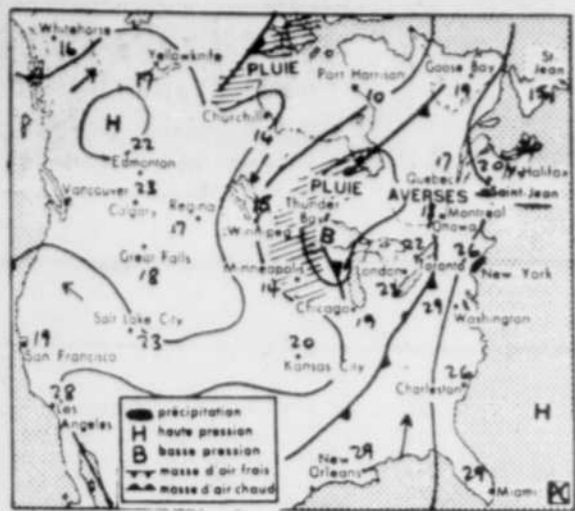 Whitehorse
16
Yellowknife
17
PLUIE
10
Port Harrison
10
Goose Bay
19
St.
Jean
Churchill
14
H
22
Edmonton
23
Calgary
Vancouver
Regina
17
15
Winnipeg
Thunder
Bay
PLUIE
B
17
Quebec
AVERSES
20
Halifax
Saint-Jean
Montreal
Ottawa
Great Falls
18
Minneapolis
14
London
22
Toronto
26
New York
Chicago
19
29
Washington
Salt Lake City
23
19
San Francisco
20
Kansas City
28
Los
Angeles
Charleston
26
H
New
Orleans
29
29
Miami
précipitation
H haute pression
B basse pression
masse d'air frais
masse d'air chaud